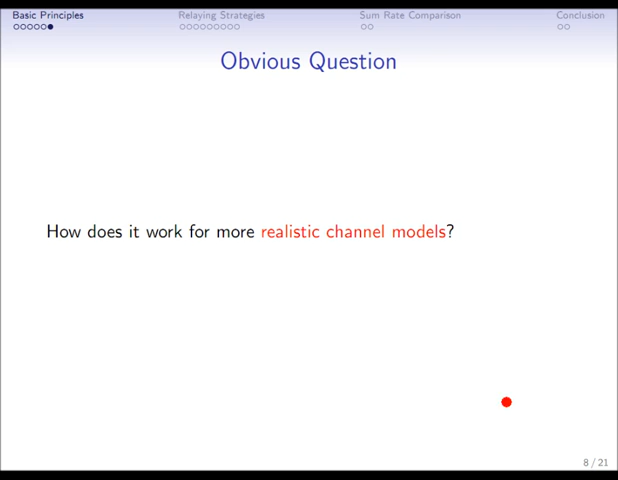 Basic Principles Relaying Strategies Sum Rate Comparison Conclusion
Obvious Question
How does it work for more realistic channel models?
8 / 21